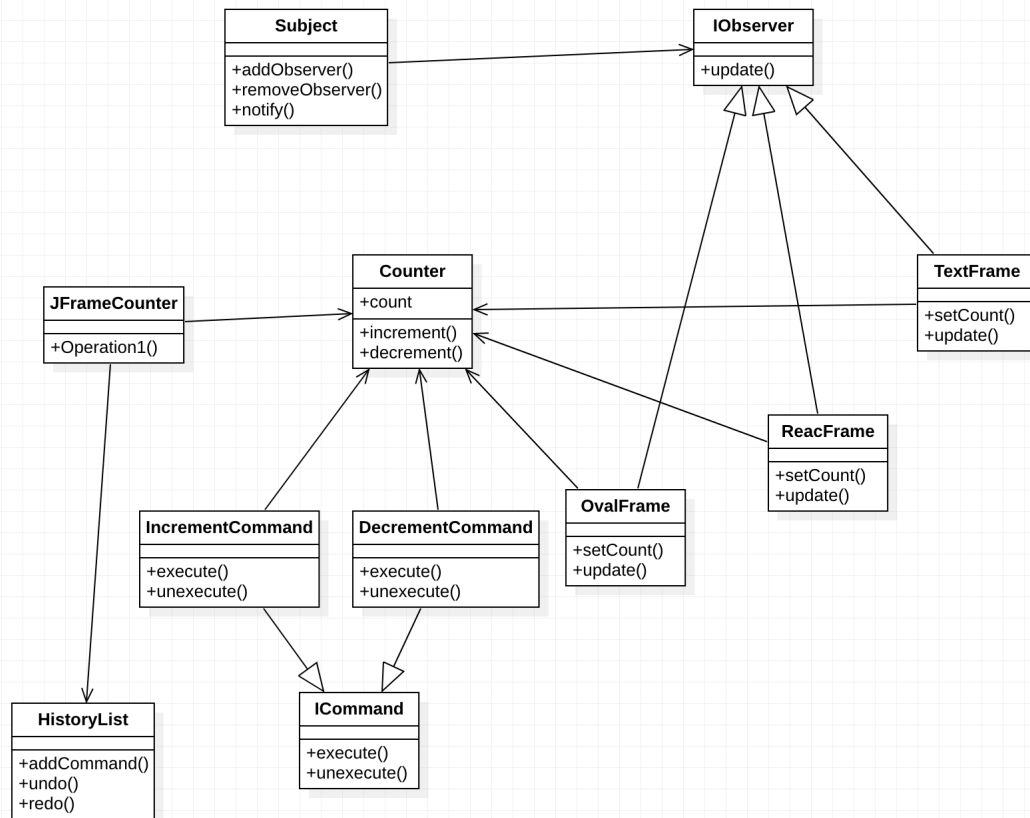 Subject
+addObserver()
+removeObserver()
+notify()
IObserver
+update()
Counter
+count
+increment()
+decrement()
JFrameCounter
+Operation1()
TextFrame
+setCount()
+update()
ReacFrame
+setCount()
+update()
OvalFrame
+setCount()
+update()
IncrementCommand
+execute()
+unexecute()
DecrementCommand
+execute()
+unexecute()
ICommand
+execute()
+unexecute()
HistoryList
+addCommand()
+undo()
+redo()